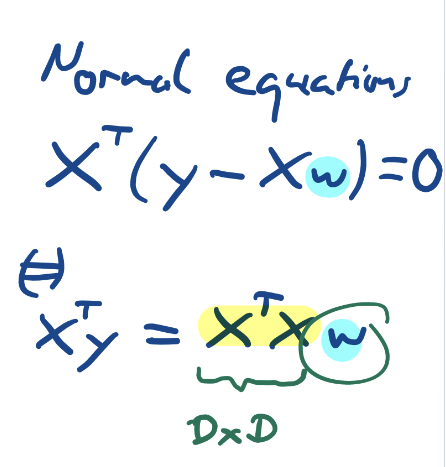 Normal equations
Xᵀ(y − Xw) = 0
(⇔)
Xᵀy = XᵀXw
D×D